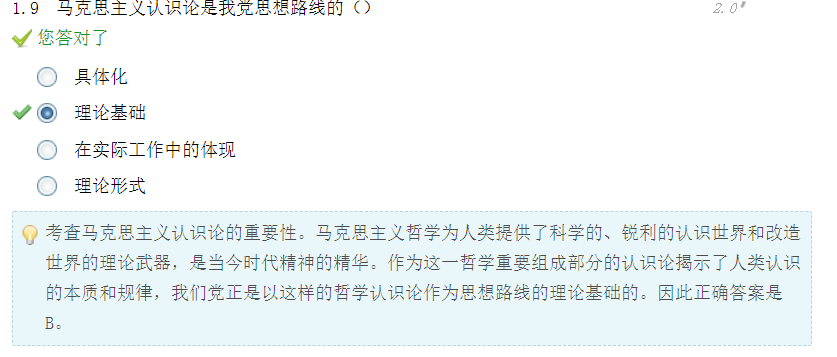 1.9 马克思主义认识论是我党思想路线的（） 2.0'
您答对了
具体化
理论基础
在实际工作中的体现
理论形式
考查马克思主义认识论的重要性。马克思主义哲学为人类提供了科学的、锐利的认识世界和改造
世界的理论武器，是当今时代精神的精华。作为这一哲学重要组成部分的认识论揭示了人类认识
的本质和规律，我们党正是以这样的哲学认识论作为思想路线的理论基础的。因此正确答案是
B。